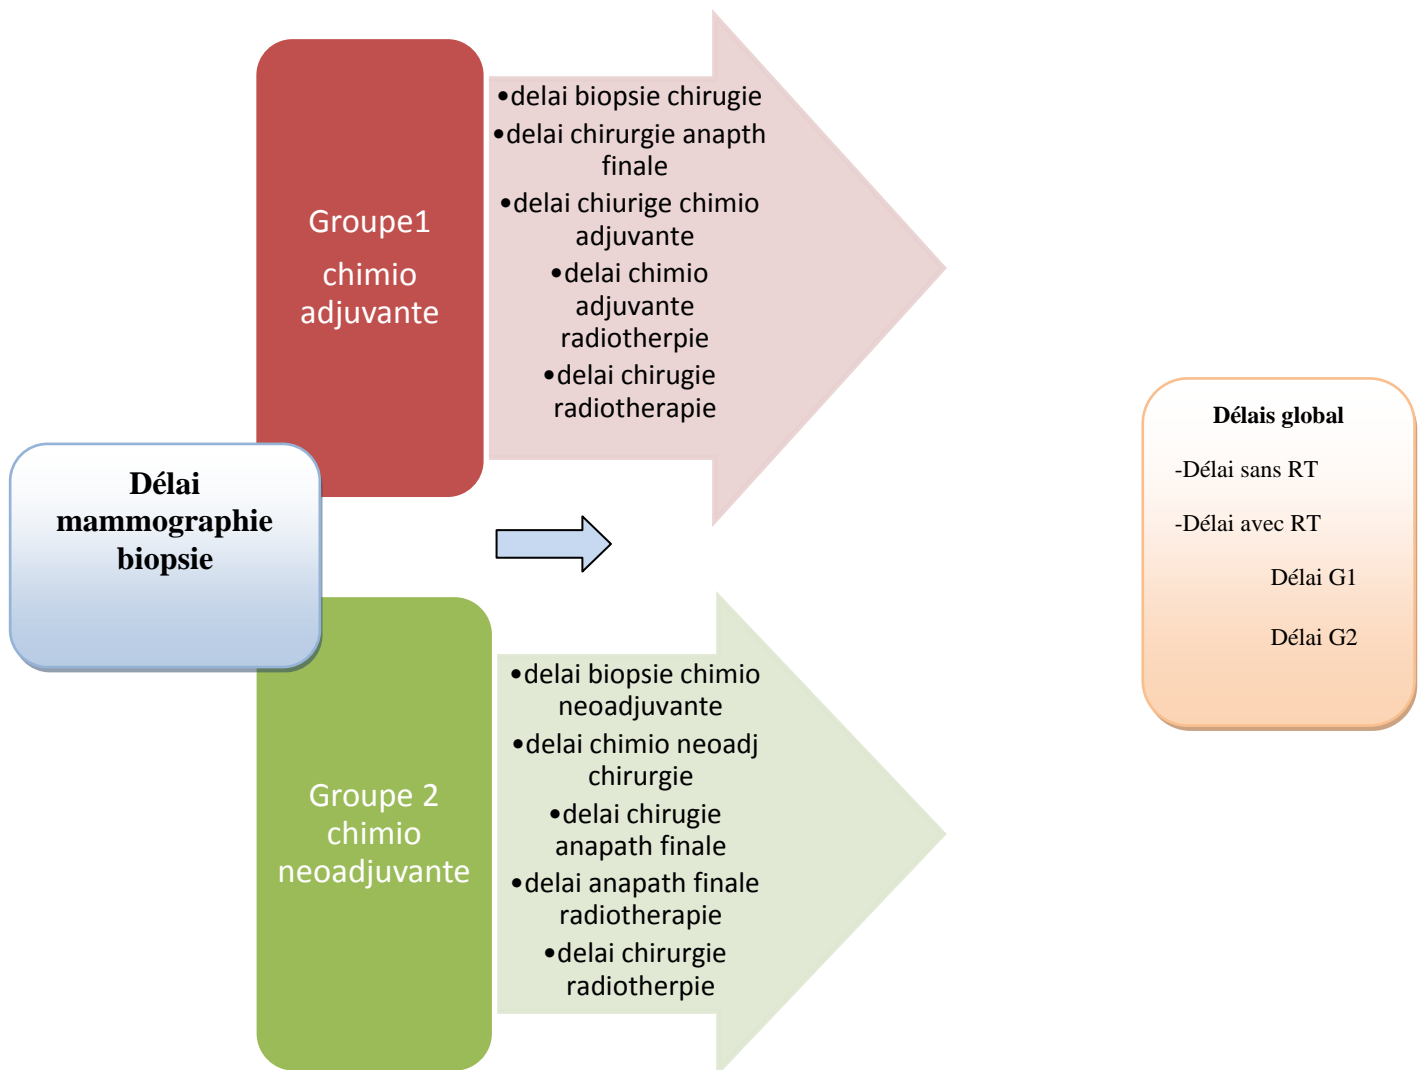 Délai
mammographie
biopsie
Groupe1
chimio
adjuvante
•delai biopsie chirugie
•delai chirurgie anapth
finale
•delai chiurige chimio
adjuvante
•delai chimio
adjuvante
radiotherpie
•delai chirugie
radiotherapie
Groupe 2
chimio
neoadjuvante
•delai biopsie chimio
neoadjuvante
•delai chimio neoadj
chirurgie
•delai chirugie
anapath finale
•delai anapath finale
radiotherapie
•delai chirurgie
radiotherpie
Délais global
-Délai sans RT
-Délai avec RT
Délai G1
Délai G2